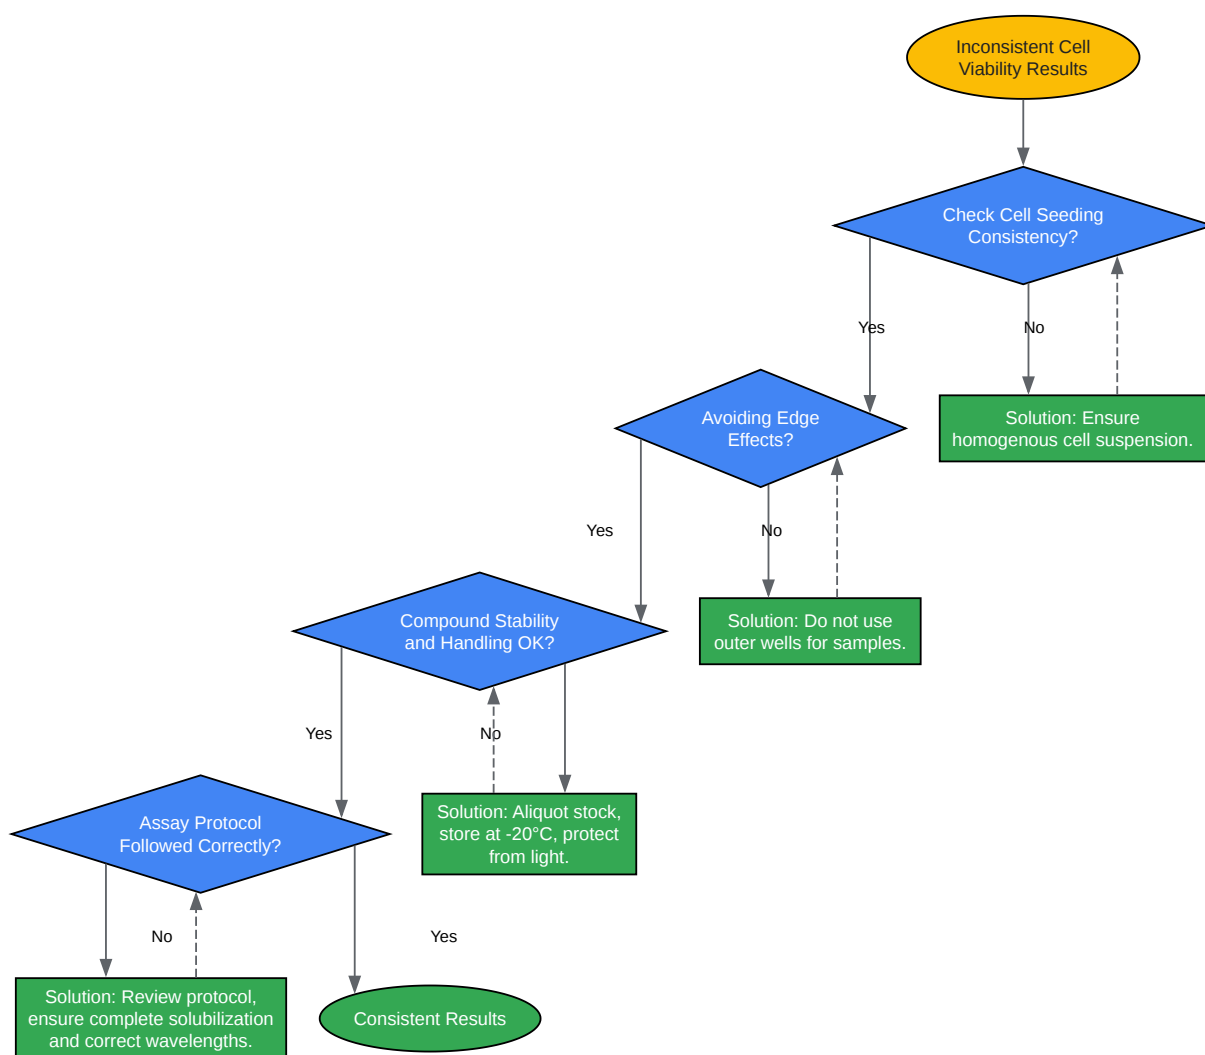 Inconsistent Cell
Viability Results
Check Cell Seeding
Consistency?
Yes
No
Avoiding Edge
Effects?
Solution: Ensure
homogenous cell suspension.
Yes
No
Compound Stability
and Handling OK?
Solution: Do not use
outer wells for samples.
Yes
No
Assay Protocol
Followed Correctly?
Solution: Aliquot stock,
store at -20°C, protect
from light.
No
Yes
Solution: Review protocol,
ensure complete solubilization
and correct wavelengths.
Consistent Results